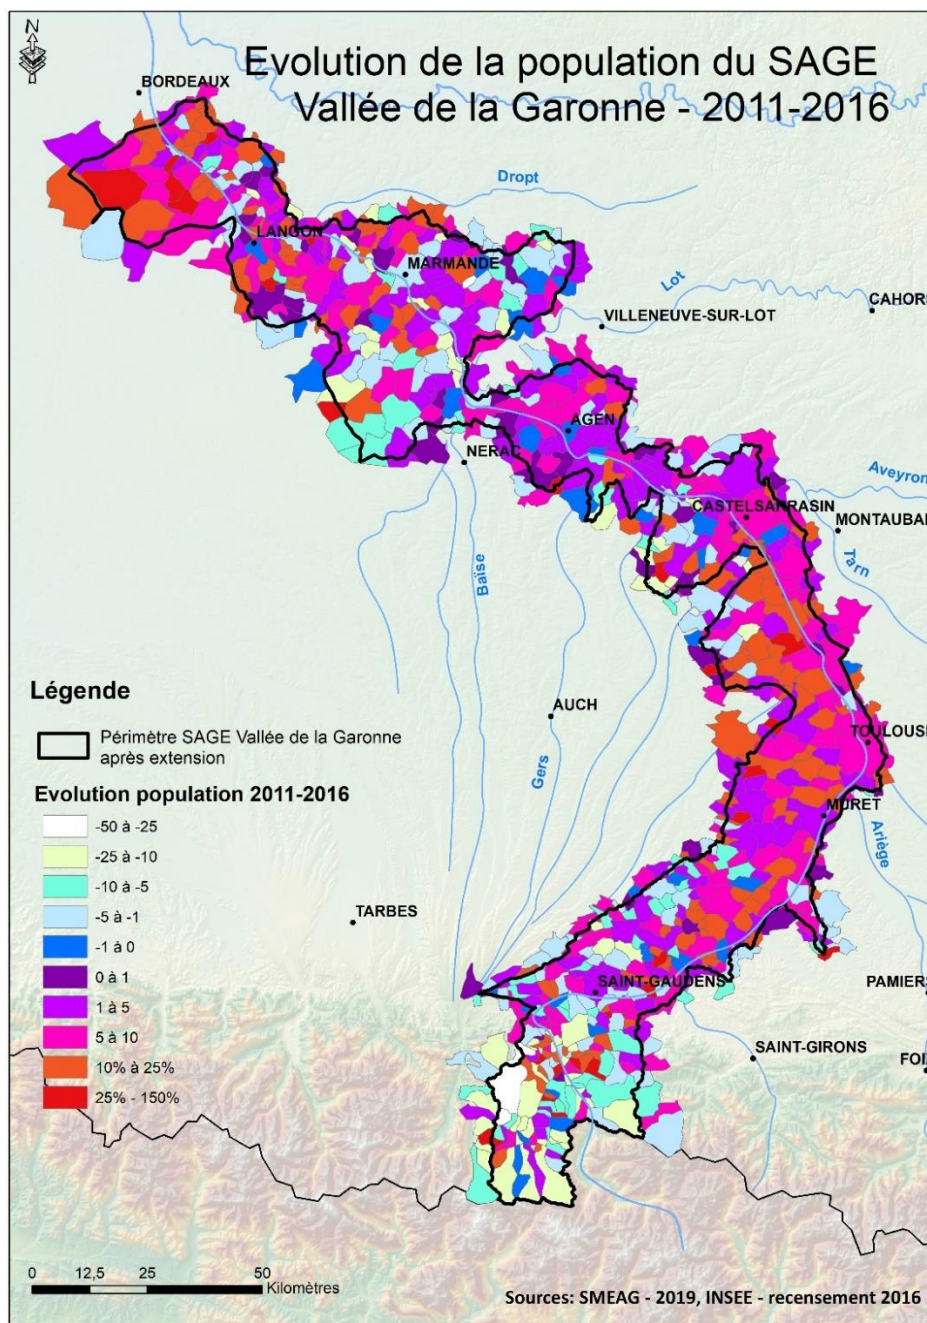 N
Evolution de la population du SAGE
Vallée de la Garonne - 2011-2016
BORDEAUX
Dropt
LANGON
MARMANDE
Lot
CAHORS
VILLENEUVE-SUR-LOT
AGEN
NERAC
Aveyron
CASTELSARRASIN
MONTAUBA
Tarn
Baïse
Légende
Périmètre SAGE Vallée de la Garonne
après extension
AUCH
Gers
TOULOUSE
Evolution population 2011-2016
MURET
Ariège
-50 à -25
-25 à -10
-10 à -5
-5 à -1
-1 à 0
0 à 1
1 à 5
5 à 10
10% à 25%
25% - 150%
TARBES
SAINT-GAUDENS
PAMIERS
SAINT-GIRONS
FOIX
0 12,5 25 50
Kilomètres
Sources: SMEAG - 2019, INSEE - recensement 2016